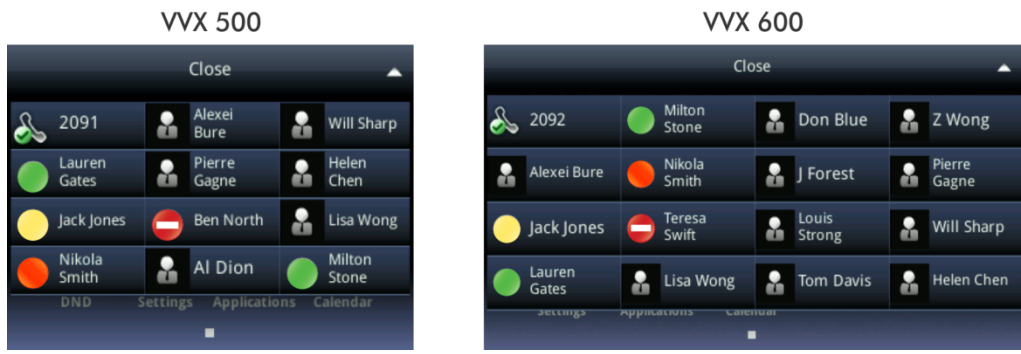 VVX 500
VVX 600
Close
2091
Alexei
Bure
Will Sharp
Lauren
Gates
Pierre
Gagne
Helen
Chen
Jack Jones
Ben North
Lisa Wong
Nikola
Smith
Al Dion
Milton
Stone
DND
Settings
Applications
Calendar
Close
2092
Milton
Stone
Don Blue
Z Wong
Alexei Bure
Nikola
Smith
J Forest
Pierre
Gagne
Jack Jones
Teresa
Swift
Louis
Strong
Will Sharp
Lauren
Gates
Lisa Wong
Tom Davis
Helen Chen
Settings
Applications
Calendar